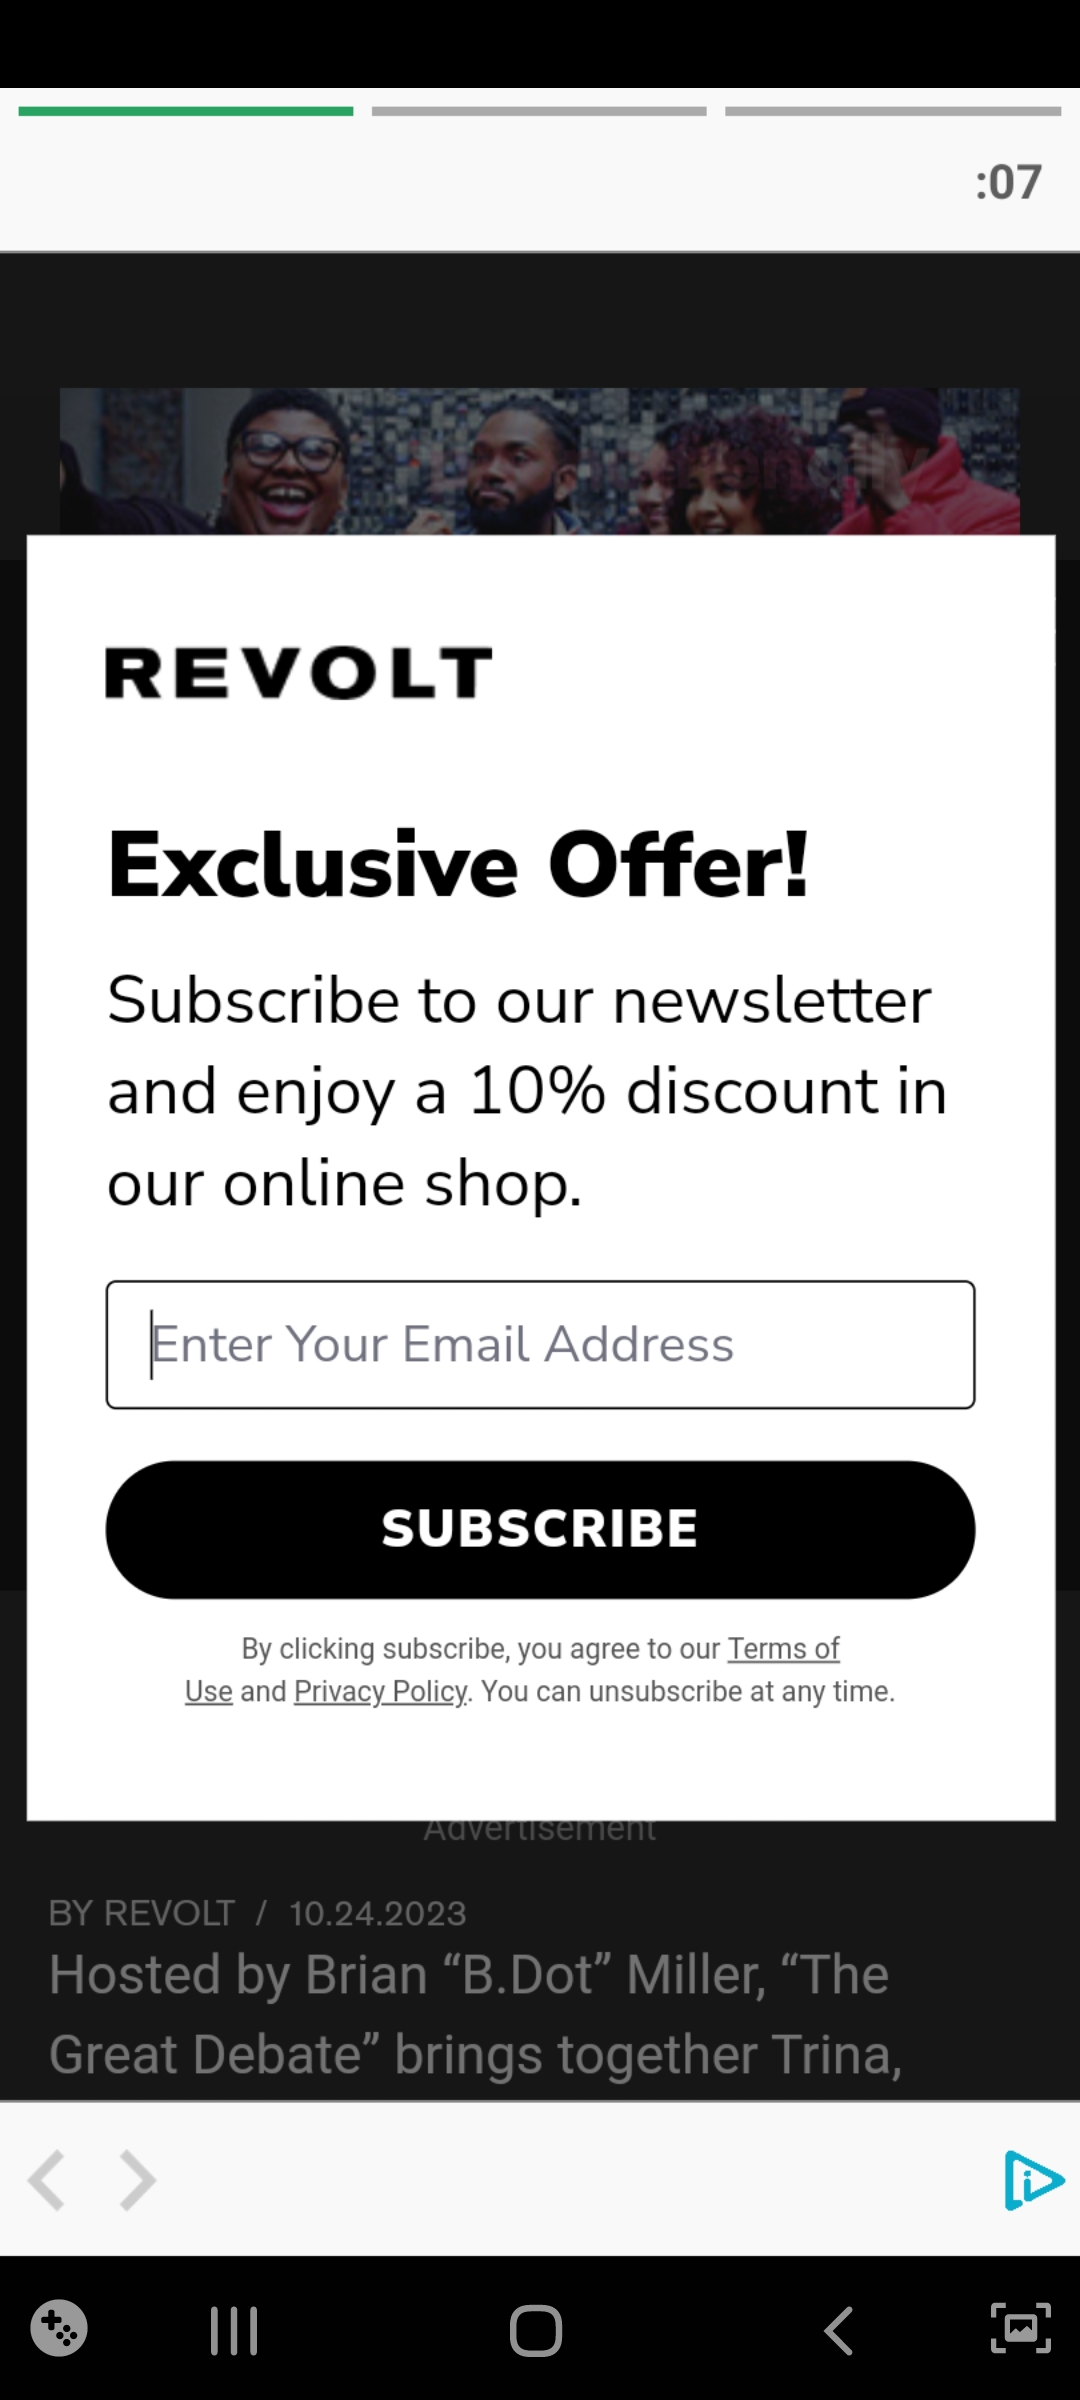 :07
REVOLT
Exclusive Offer!
Subscribe to our newsletter
and enjoy a 10% discount in
our online shop.
Enter Your Email Address
SUBSCRIBE
By clicking subscribe, you agree to our Terms of
Use and Privacy Policy. You can unsubscribe at any time.
Advertisement
BY REVOLT / 10.24.2023
Hosted by Brian “B.Dot” Miller, “The
Great Debate” brings together Trina,